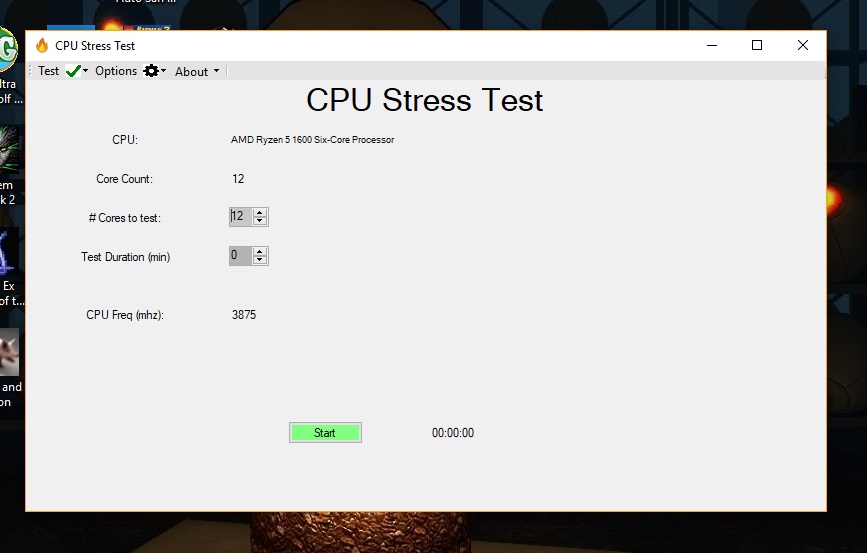 CPU Stress Test
Test Options About
CPU Stress Test
CPU: AMD Ryzen 5 1600 Six-Core Processor
Core Count: 12
# Cores to test: 12
Test Duration (min) 0
CPU Freq (mhz): 3875
Start 00:00:00
ltra
olf ...
em
k 2
Ex
of t...
and
on